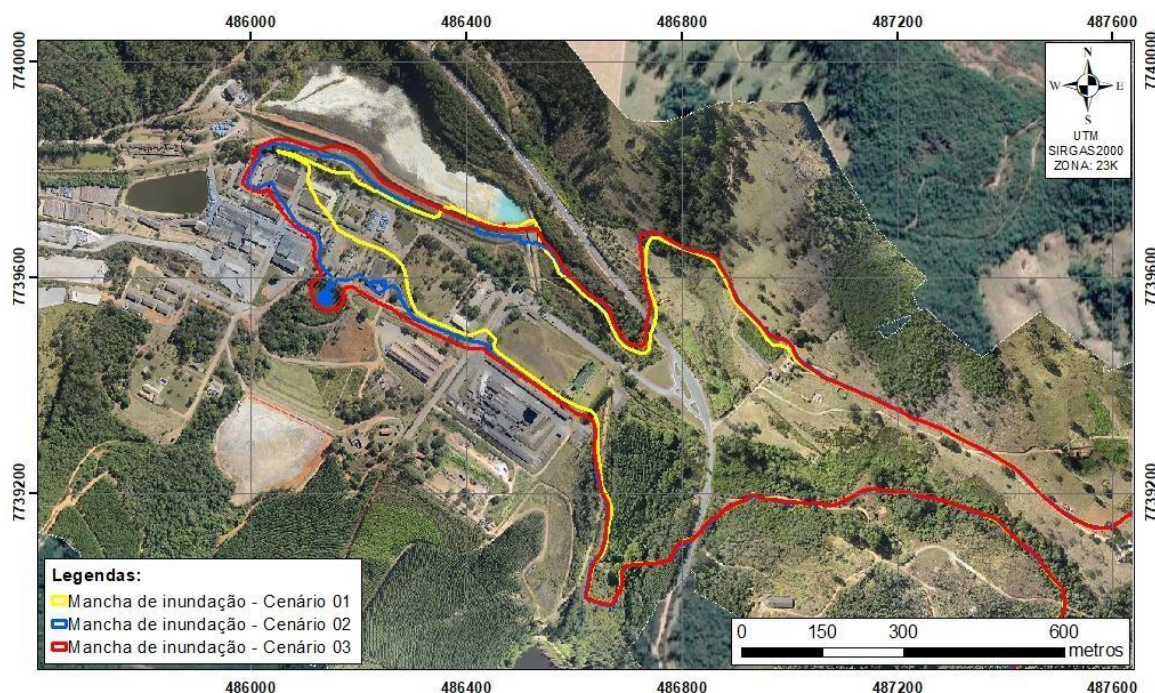 486000 486400 486800 487200 487600
7740000
7740000
N
W E
S
UTM
SIRGAS2000
ZONA: 23K
7739600
7739600
7739200
7739200
Legendas:
Mancha de inundação - Cenário 01
Mancha de inundação - Cenário 02
Mancha de inundação - Cenário 03
0 150 300 600
metros
486000 486400 486800 487200 487600